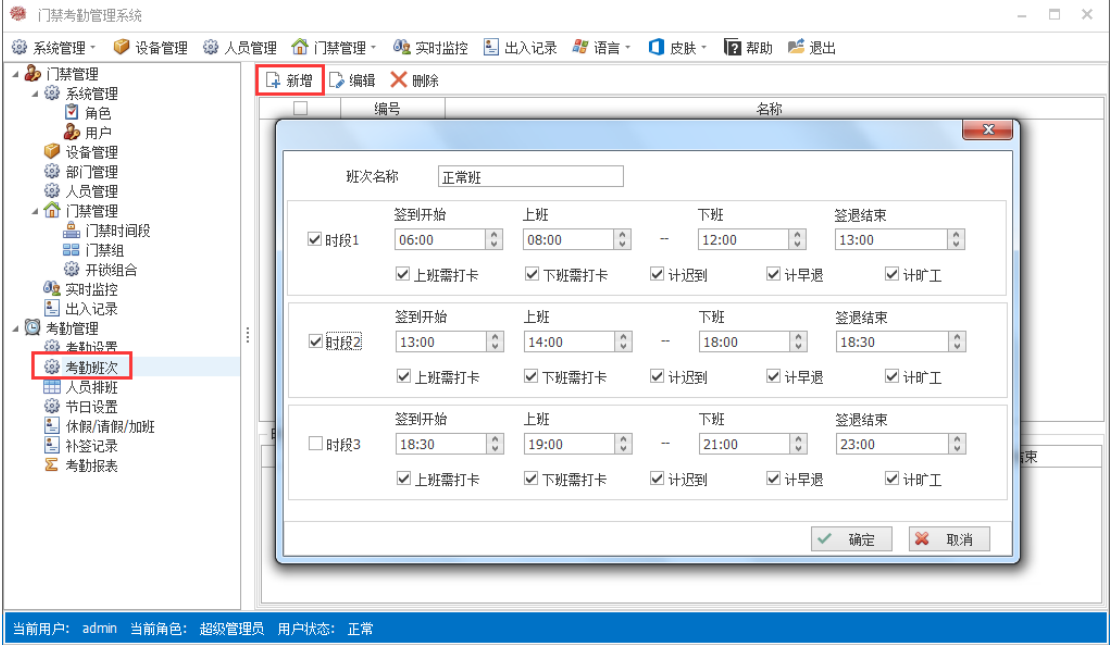 门禁考勤管理系统
系统管理 设备管理 人员管理 门禁管理 实时监控 出入记录 语言 皮肤 帮助 退出
门禁管理
系统管理
角色
用户
设备管理
部门管理
人员管理
门禁管理
门禁时间段
门禁组
开锁组合
实时监控
出入记录
考勤管理
考勤设置
考勤班次
人员排班
节日设置
休假/请假/加班
补签记录
考勤报表
新增 编辑 删除
编号 名称
班次名称 正常班
签到开始 上班 下班 签退结束
时段1 06:00 08:00 -- 12:00 13:00
上班需打卡 下班需打卡 计迟到 计早退 计旷工
签到开始 上班 下班 签退结束
时段2 13:00 14:00 -- 18:00 18:30
上班需打卡 下班需打卡 计迟到 计早退 计旷工
签到开始 上班 下班 签退结束
时段3 18:30 19:00 -- 21:00 23:00
上班需打卡 下班需打卡 计迟到 计早退 计旷工
束
确定 取消
当前用户: admin 当前角色: 超级管理员 用户状态: 正常